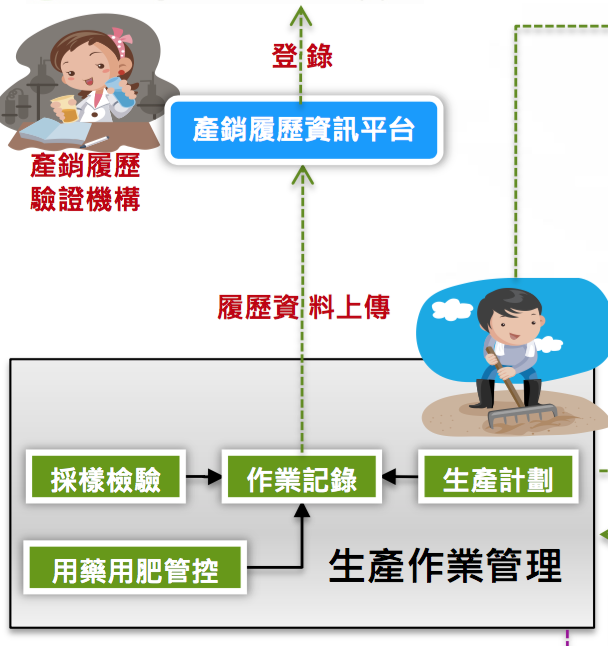 登錄
產銷履歷資訊平台
產銷履歷
驗證機構
履歷資料上傳
採樣檢驗
作業記錄
生產計劃
用藥用肥管控
生產作業管理